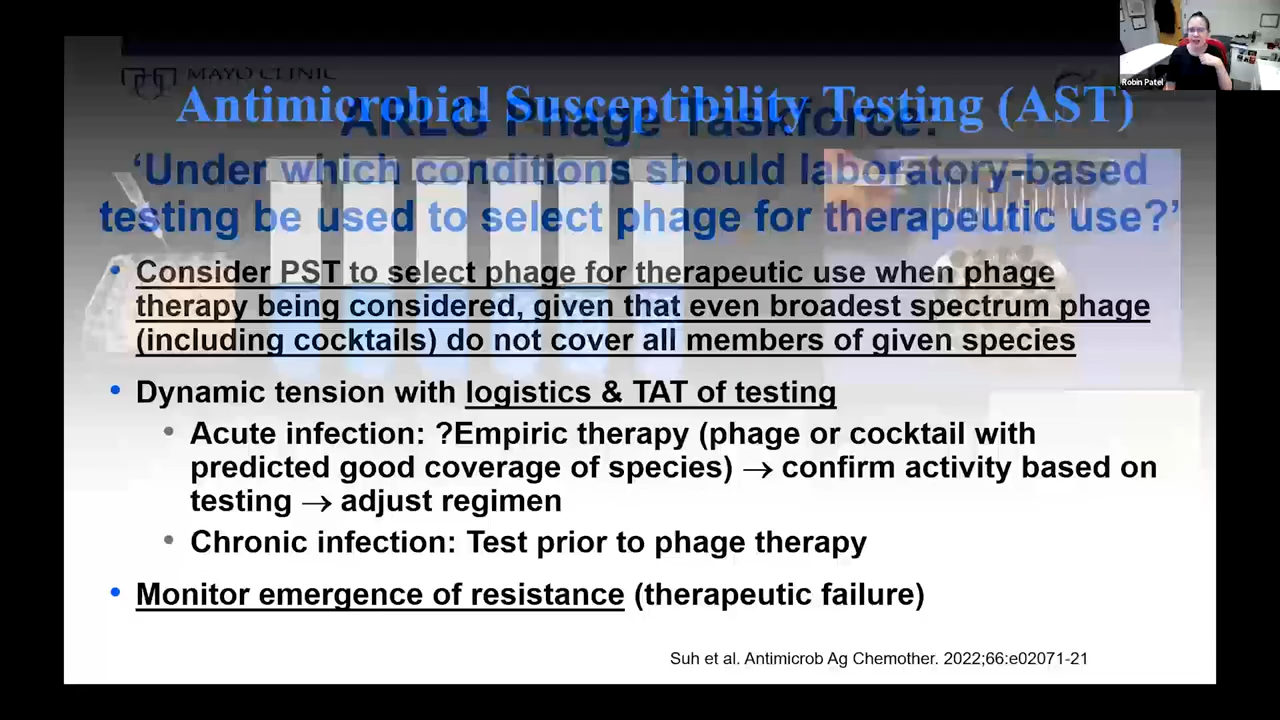 Robin Patel
MAYO CLINIC
Antimicrobial Susceptibility Testing (AST)
ARLG Phage Taskforce:
‘Under which conditions should laboratory-based
testing be used to select phage for therapeutic use?’
• Consider PST to select phage for therapeutic use when phage
therapy being considered, given that even broadest spectrum phage
(including cocktails) do not cover all members of given species
• Dynamic tension with logistics & TAT of testing
• Acute infection: ?Empiric therapy (phage or cocktail with
predicted good coverage of species) → confirm activity based on
testing → adjust regimen
• Chronic infection: Test prior to phage therapy
• Monitor emergence of resistance (therapeutic failure)
Suh et al. Antimicrob Ag Chemother. 2022;66:e02071-21